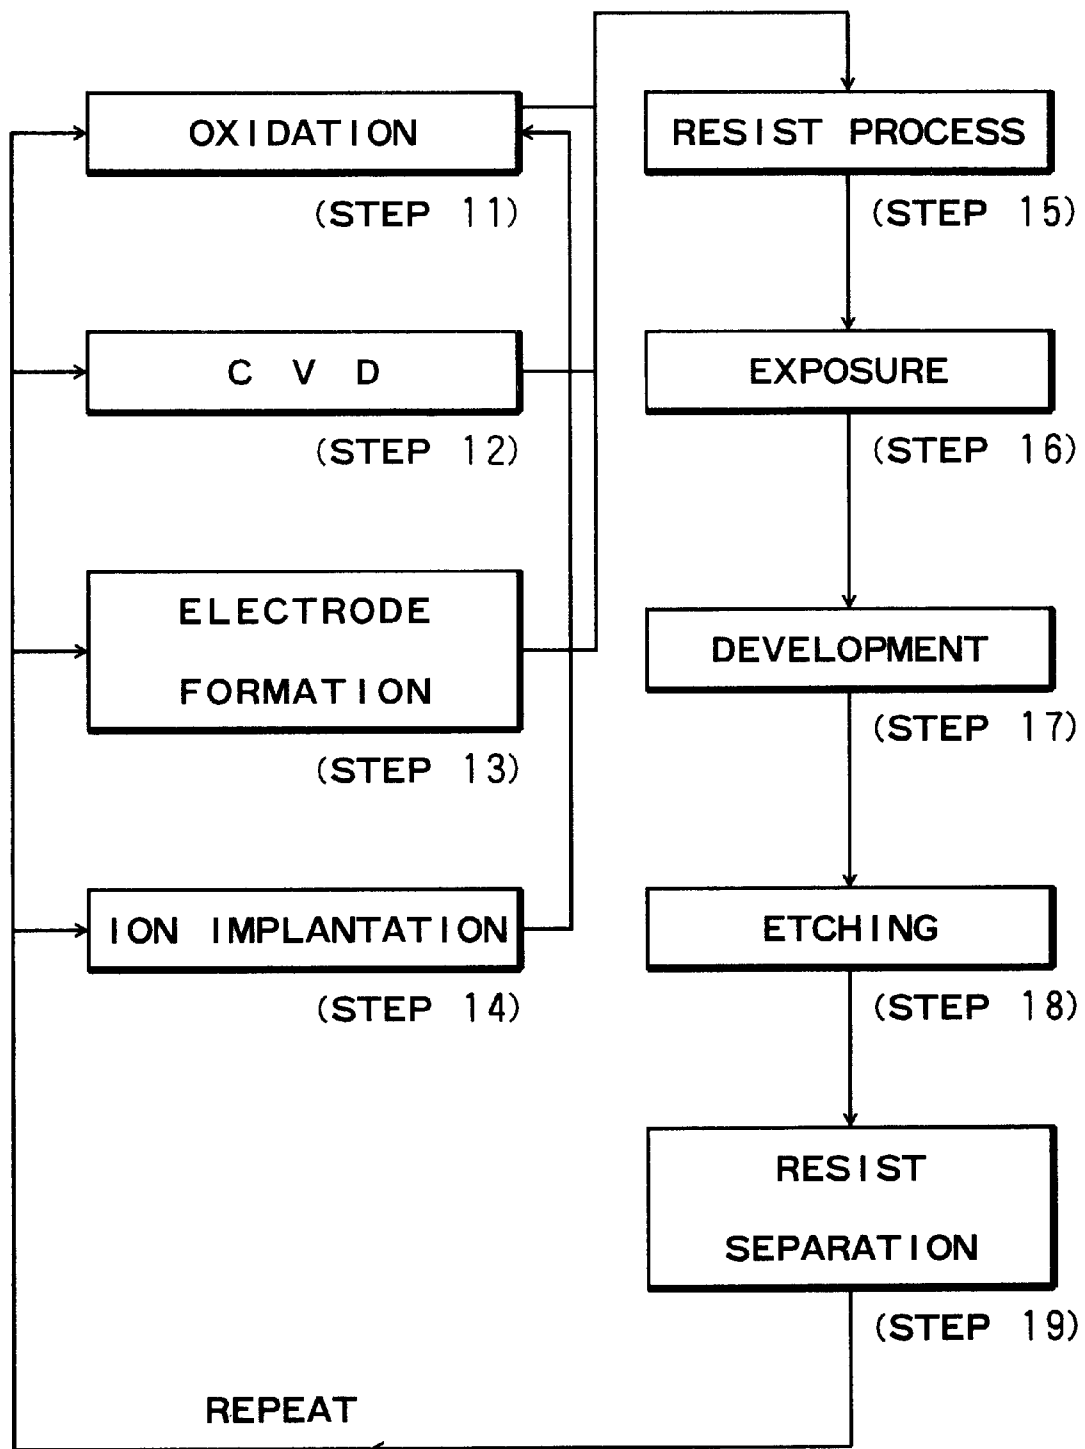 OXIDATION
(STEP 11)
C V D
(STEP 12)
ELECTRODE
FORMATION
(STEP 13)
ION IMPLANTATION
(STEP 14)
RESIST PROCESS
(STEP 15)
EXPOSURE
(STEP 16)
DEVELOPMENT
(STEP 17)
ETCHING
(STEP 18)
RESIST
SEPARATION
(STEP 19)
REPEAT